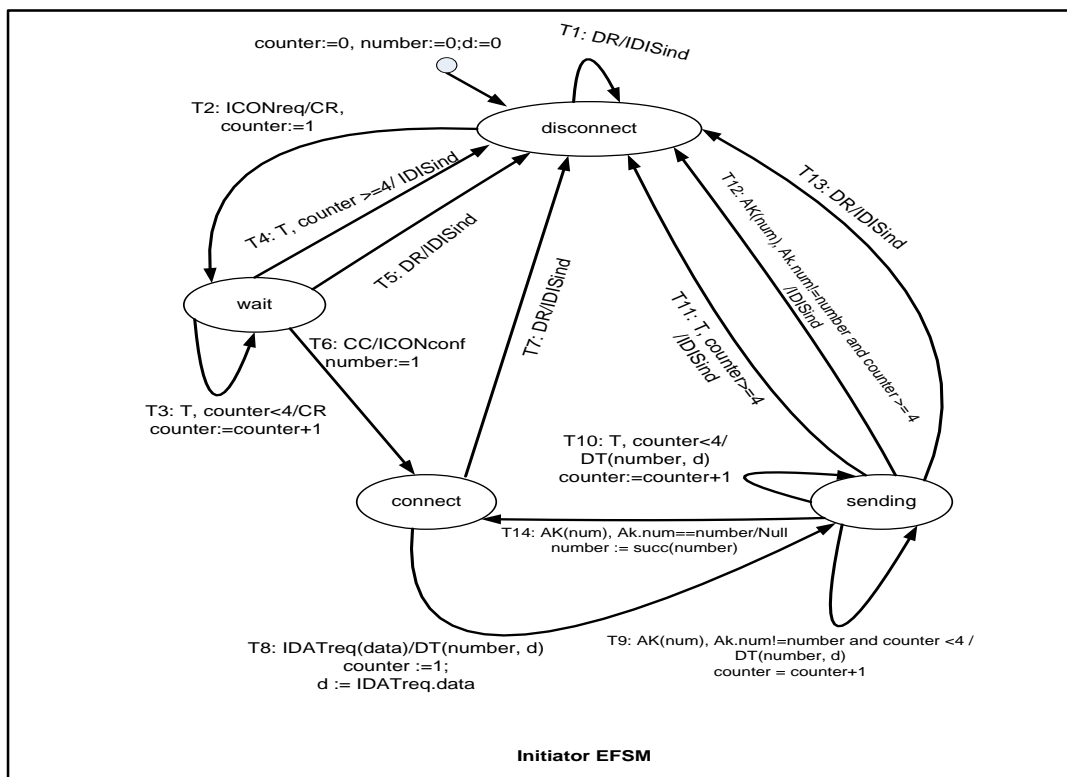 counter:=0, number:=0;d:=0
T1: DR/IDISind
T2: ICONreq/CR,
counter:=1
disconnect
T4: T, counter >=4/ IDISind
T5: DR/IDISind
T12: AK(num), Ak.num!=number and counter >= 4
/IDISind
T13: DR/IDISind
wait
T6: CC/ICONconf
number:=1
T7: DR/IDISind
T11: T, counter>=4
/IDISind
T3: T, counter<4/CR
counter:=counter+1
T10: T, counter<4/
DT(number, d)
counter:=counter+1
connect
sending
T14: AK(num), Ak.num==number/Null
number := succ(number)
T8: IDATreq(data)/DT(number, d)
counter :=1;
d := IDATreq.data
T9: AK(num), Ak.num!=number and counter <4 /
DT(number, d)
counter = counter+1
Initiator EFSM